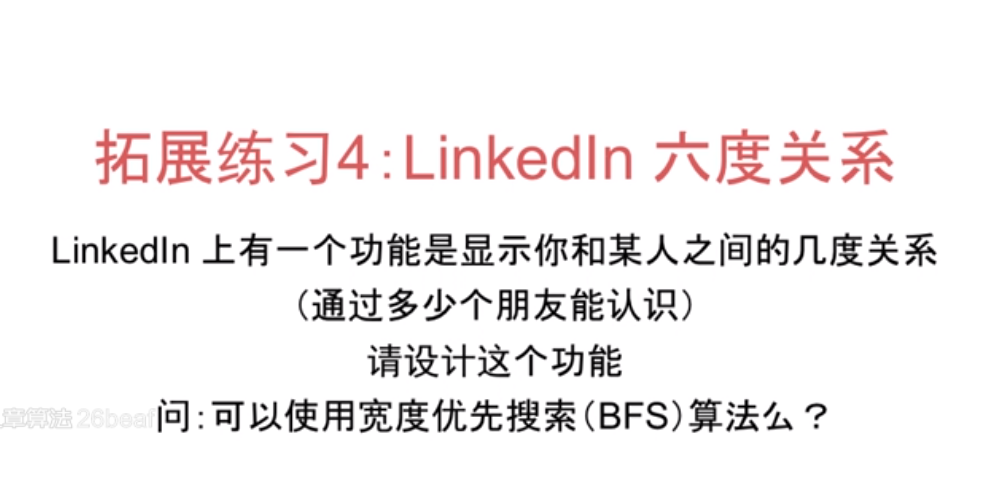 拓展练习4:LinkedIn 六度关系
LinkedIn 上有一个功能是显示你和某人之间的几度关系
(通过多少个朋友能认识)
请设计这个功能
章算法 26beaf
问:可以使用宽度优先搜索(BFS)算法么？